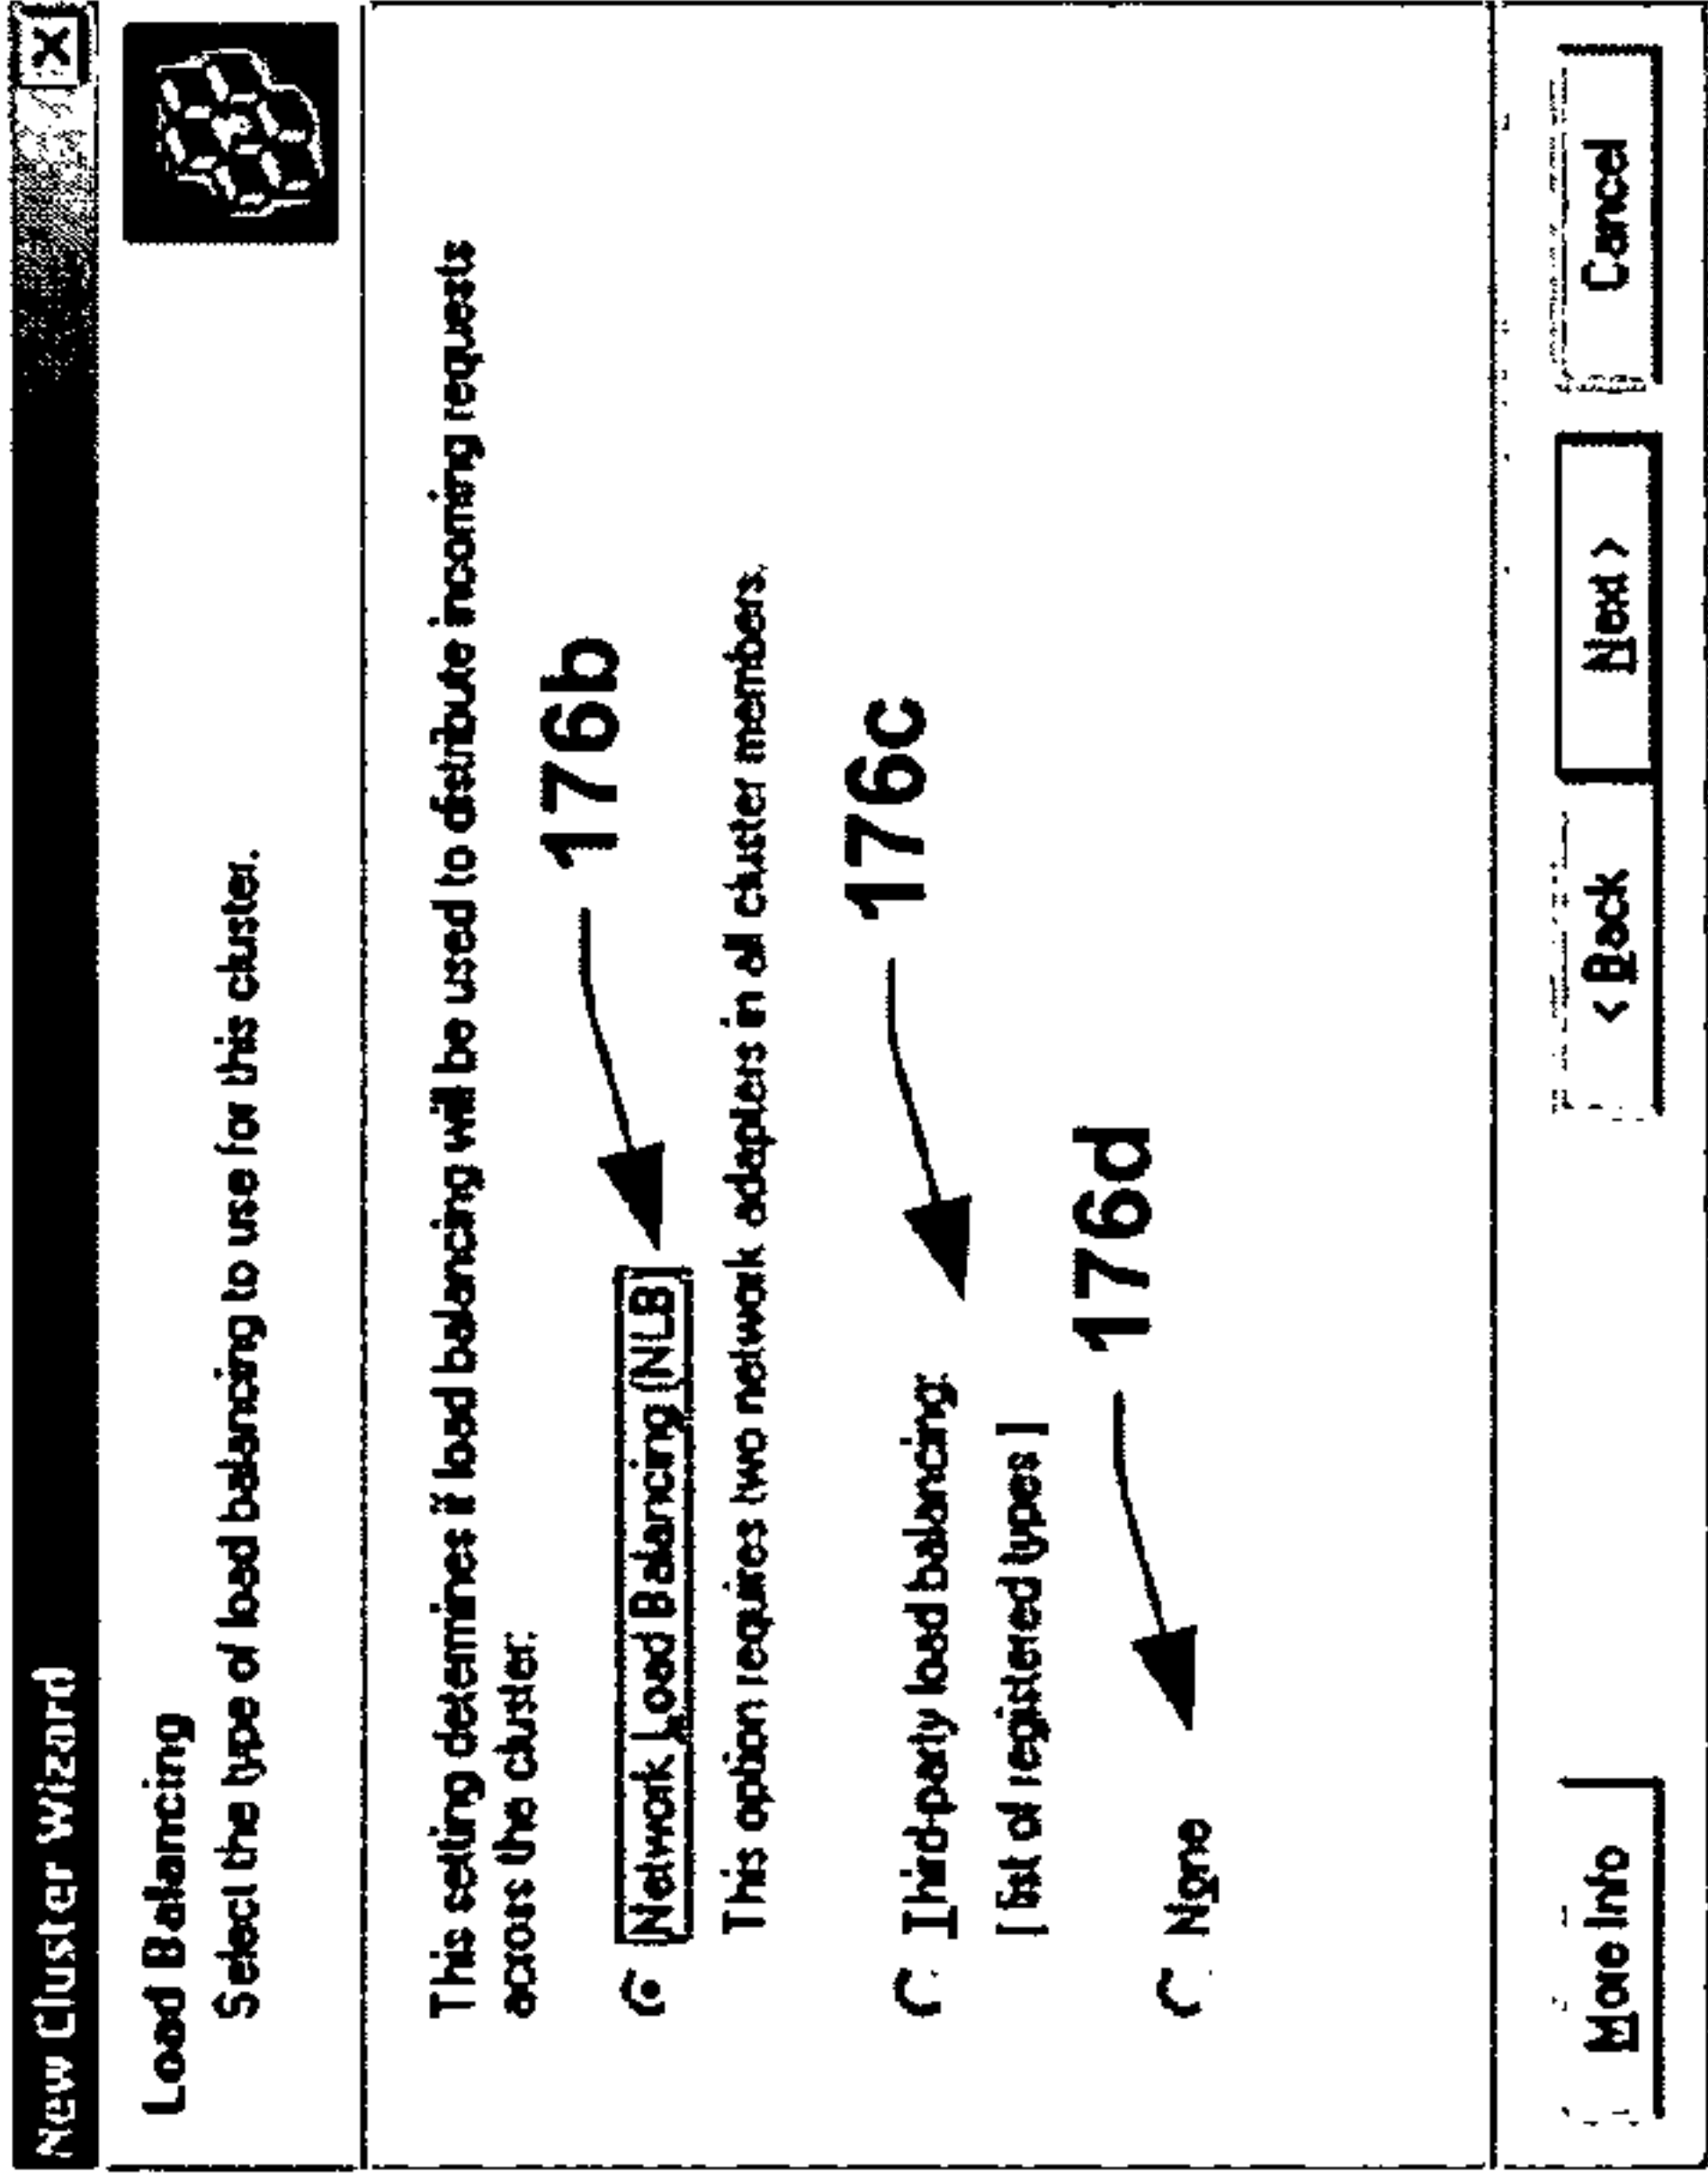 New Cluster Wizard
Load Balancing
Select the type of load balancing to use for this cluster.
This setting determines if load balancing will be used to distribute incoming requests
across the cluster:
176b
Network Load Balancing (NLB)
This option requires two network adapters in all cluster members.
176c
Third-party load balancing:
[ list of registered types ]
176d
None
More Info
< Back
Next >
Cancel